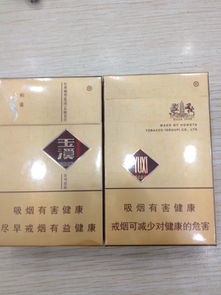 和谐
玉溪
吸烟有害健康
尽早戒烟有益健康
MADE BY HONGTA
TOBACCO (GROUP) CO., LTD.
YUXI
吸烟有害健康
戒烟可减少对健康的危害